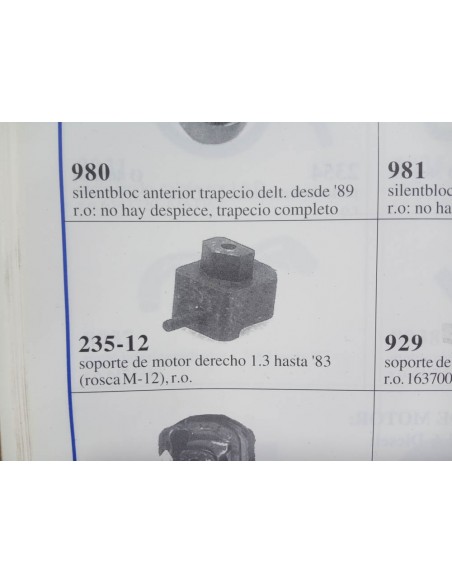 980
silentbloc anterior trapecio delt. desde '89
r.o: no hay despiece, trapecio completo
981
silentbloc
r.o: no ha
235-12
soporte de motor derecho 1.3 hasta '83
(rosca M-12), r.o.
929
soporte de
r.o. 163700